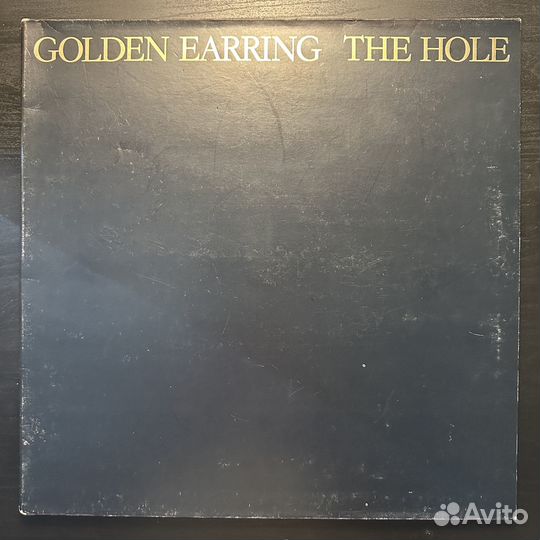 GOLDEN EARRING THE HOLE
Avito